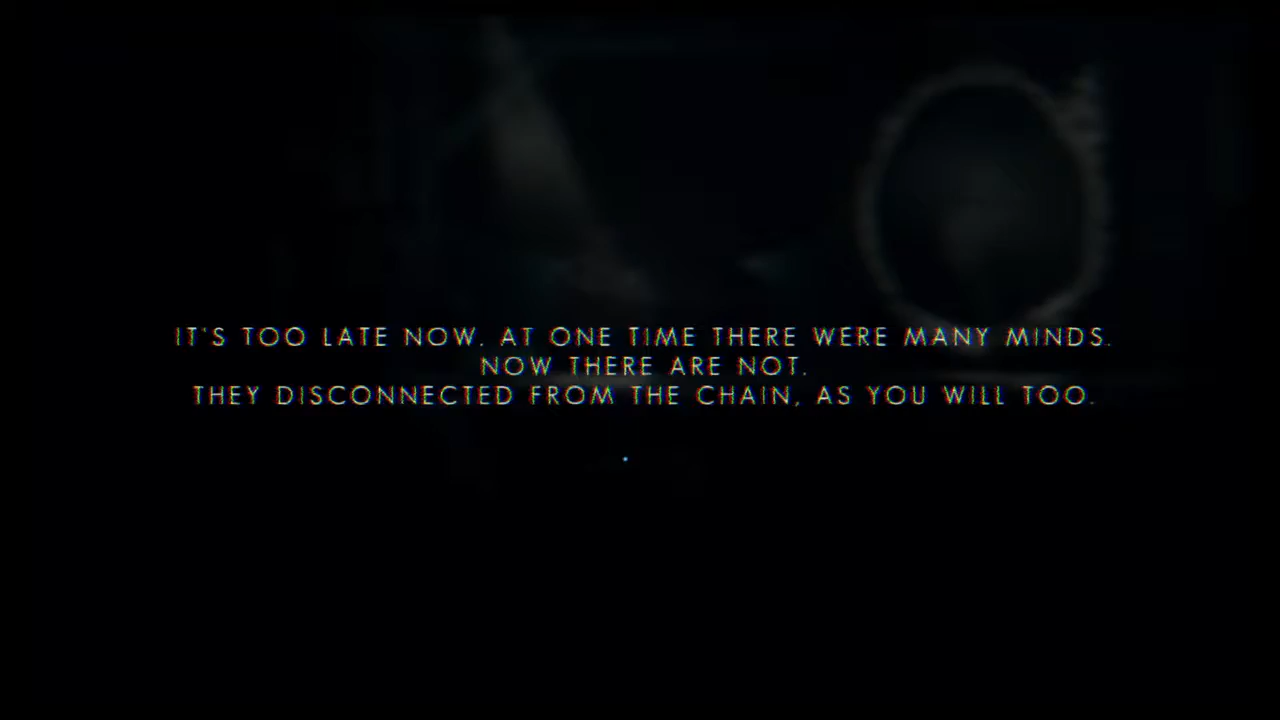 IT'S TOO LATE NOW. AT ONE TIME THERE WERE MANY MINDS.
NOW THERE ARE NOT.
THEY DISCONNECTED FROM THE CHAIN, AS YOU WILL TOO.